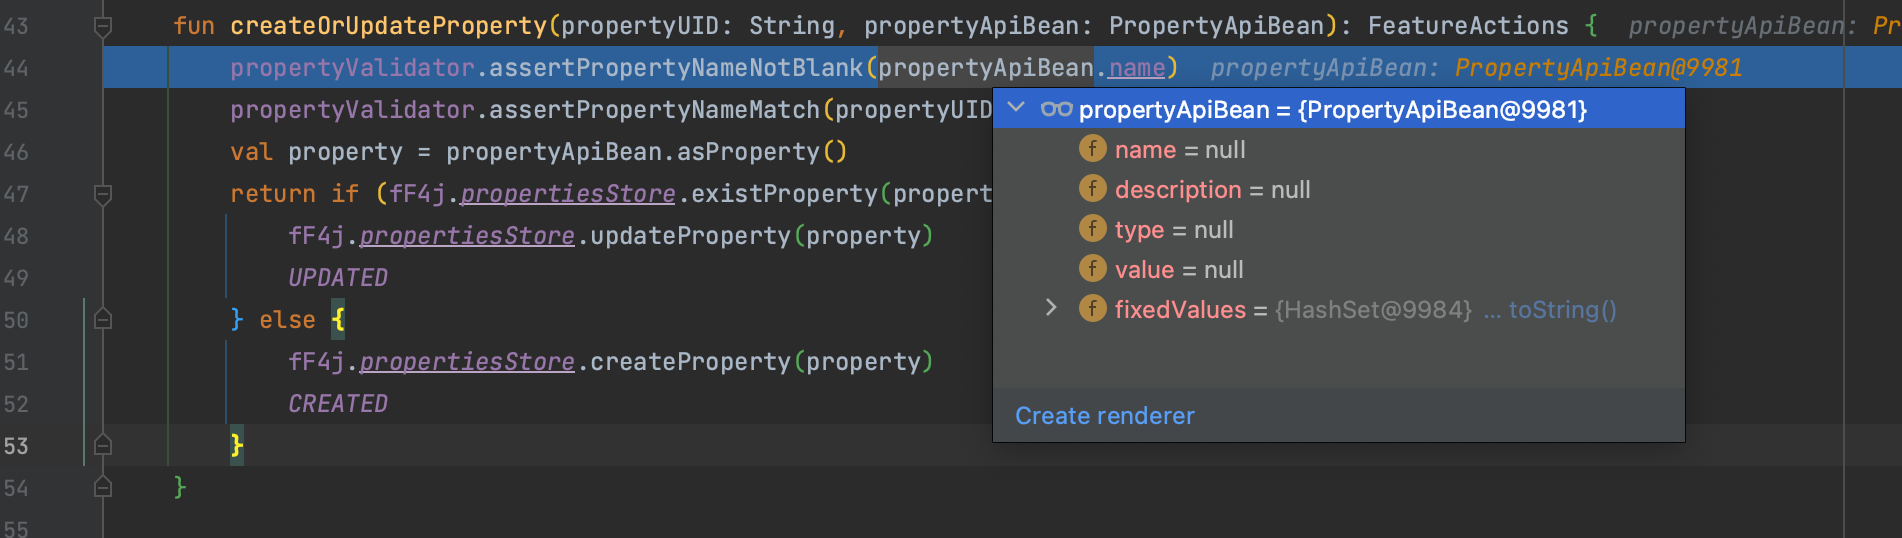 43 fun createOrUpdateProperty(propertyUID: String, propertyApiBean: PropertyApiBean): FeatureActions { propertyApiBean: Pr
44 propertyValidator.assertPropertyNameNotBlank(propertyApiBean.name) propertyApiBean: PropertyApiBean@9981
45 propertyValidator.assertPropertyNameMatch(propertyUID
46 val property = propertyApiBean.asProperty()
47 return if (fF4j.propertiesStore.existProperty(propert
48 fF4j.propertiesStore.updateProperty(property)
49 UPDATED
50 } else {
51 fF4j.propertiesStore.createProperty(property)
52 CREATED
53 }
54 }
55
propertyApiBean = {PropertyApiBean@9981}
f name = null
f description = null
f type = null
f value = null
f fixedValues = {HashSet@9984} ... toString()
Create renderer